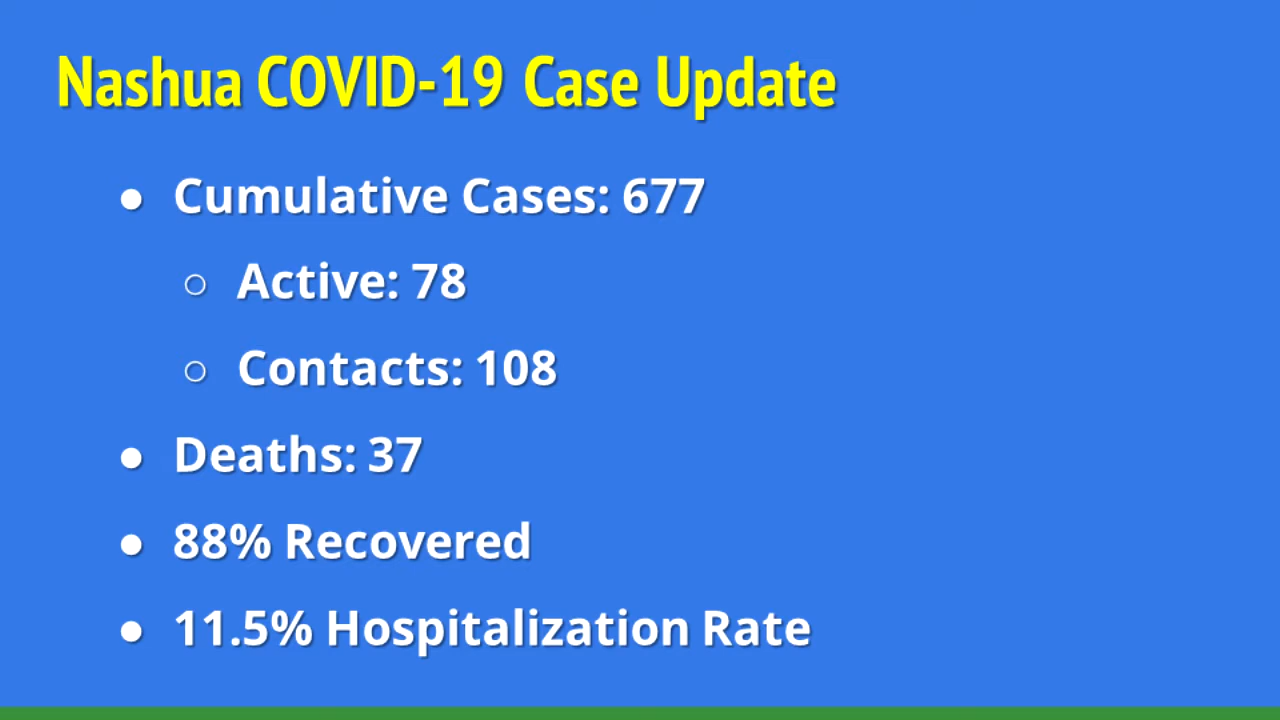 Nashua COVID-19 Case Update
● Cumulative Cases: 677
○ Active: 78
○ Contacts: 108
● Deaths: 37
● 88% Recovered
● 11.5% Hospitalization Rate